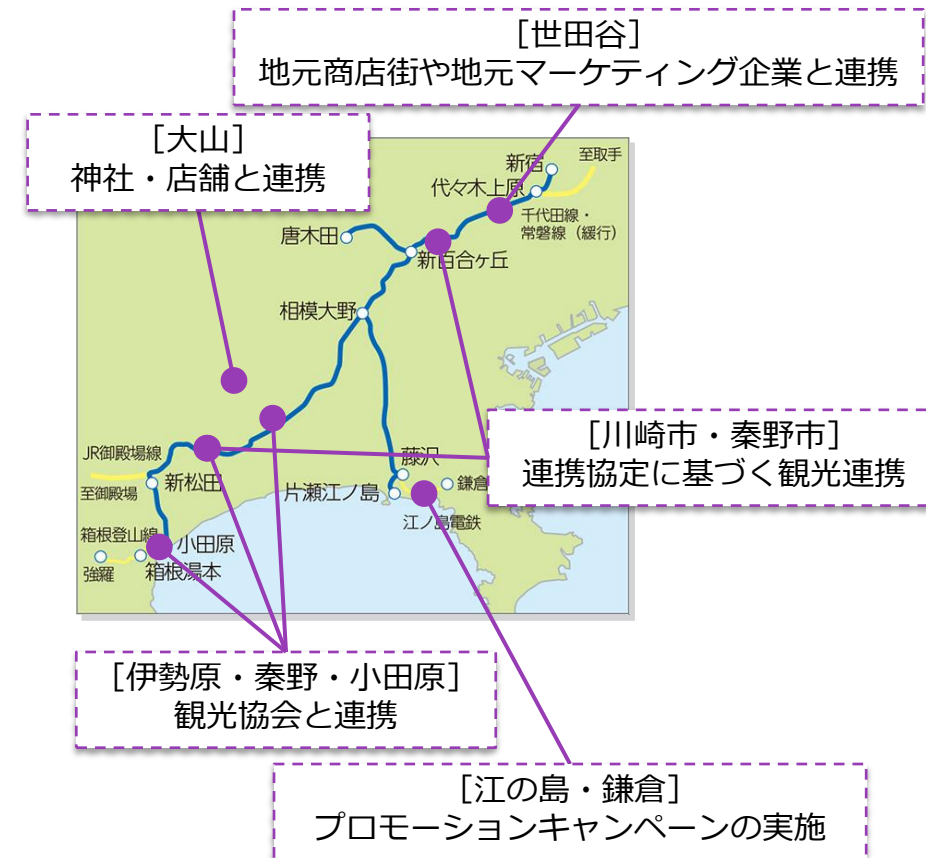 ［世田谷］
地元商店街や地元マーケティング企業と連携
［大山］
神社・店舗と連携
新宿
至取手
代々木上原
千代田線・
常磐線（緩行）
唐木田
新百合ヶ丘
相模大野
［川崎市・秦野市］
連携協定に基づく観光連携
JR御殿場線
至御殿場
新松田
藤沢
片瀬江ノ島
鎌倉
江ノ島電鉄
箱根登山線
小田原
強羅
箱根湯本
［伊勢原・秦野・小田原］
観光協会と連携
［江の島・鎌倉］
プロモーションキャンペーンの実施